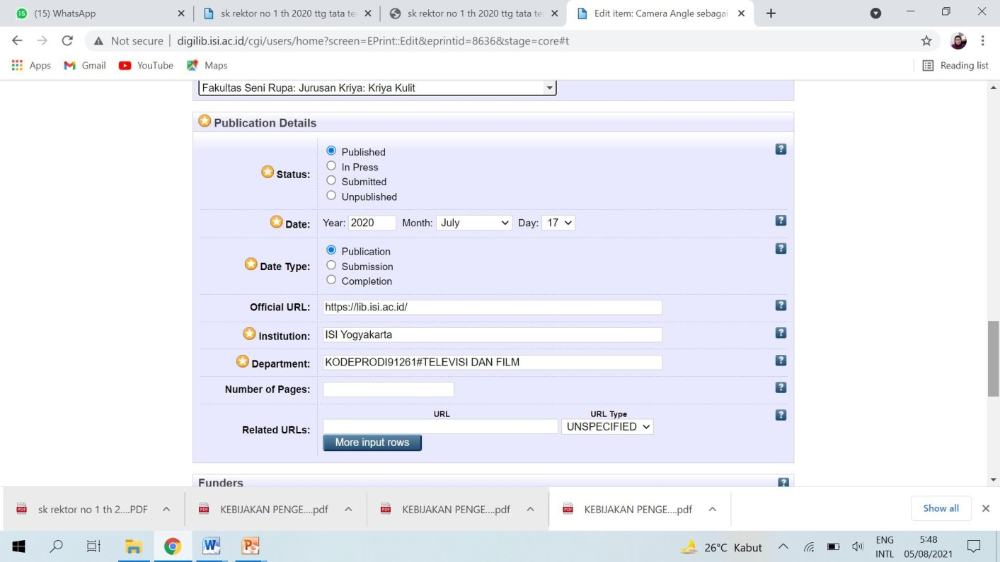 15 (15) WhatsApp
sk rektor no 1 th 2020 ttg tata te
sk rektor no 1 th 2020 ttg tata te
Edit item: Camera Angle sebagai
Not secure digilib.isi.ac.id/cgi/users/home?screen=EPrint::Edit&eprintid=8636&stage=core#t
Apps Gmail YouTube Maps Reading list
Fakultas Seni Rupa: Jurusan Kriya: Kriya Kulit
Publication Details
Status:
Published
In Press
Submitted
Unpublished
Date: Year: 2020 Month: July Day: 17
Date Type:
Publication
Submission
Completion
Official URL: https://lib.isi.ac.id/
Institution: ISI Yogyakarta
Department: KODEPRODI91261#TELEVISI DAN FILM
Number of Pages:
URL URL Type
Related URLs: UNSPECIFIED
More input rows
Funders
sk rektor no 1 th 2....PDF KEBIJAKAN PENGE....pdf KEBIJAKAN PENGE....pdf KEBIJAKAN PENGE....pdf Show all
26°C Kabut
ENG
INTL
5:48
05/08/2021